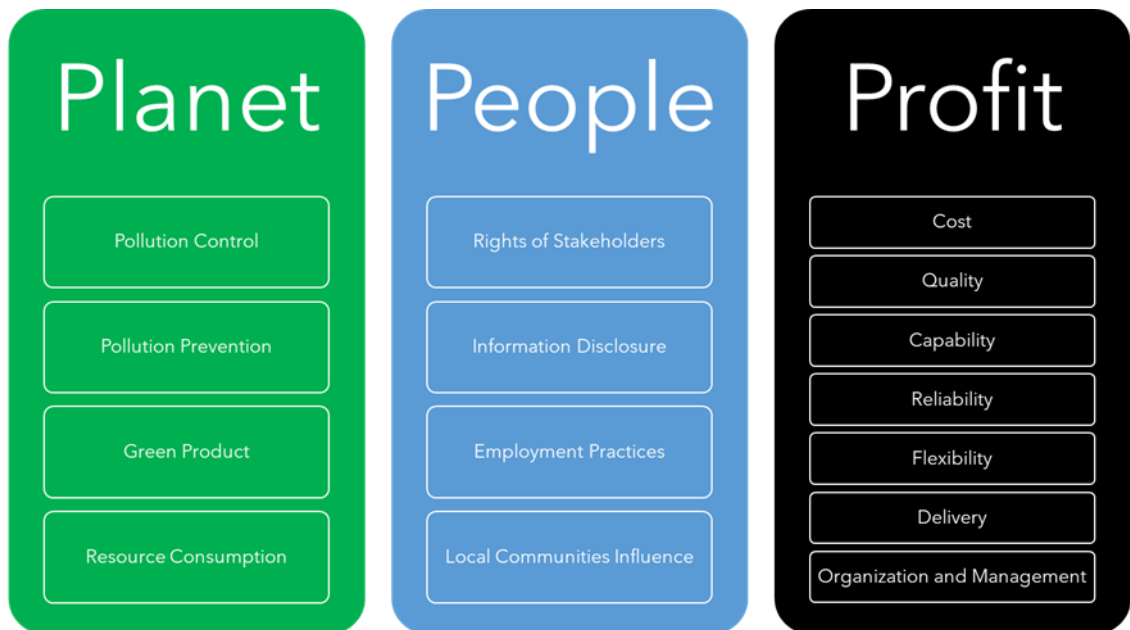 Planet
Pollution Control
Pollution Prevention
Green Product
Resource Consumption
People
Rights of Stakeholders
Information Disclosure
Employment Practices
Local Communities Influence
Profit
Cost
Quality
Capability
Reliability
Flexibility
Delivery
Organization and Management